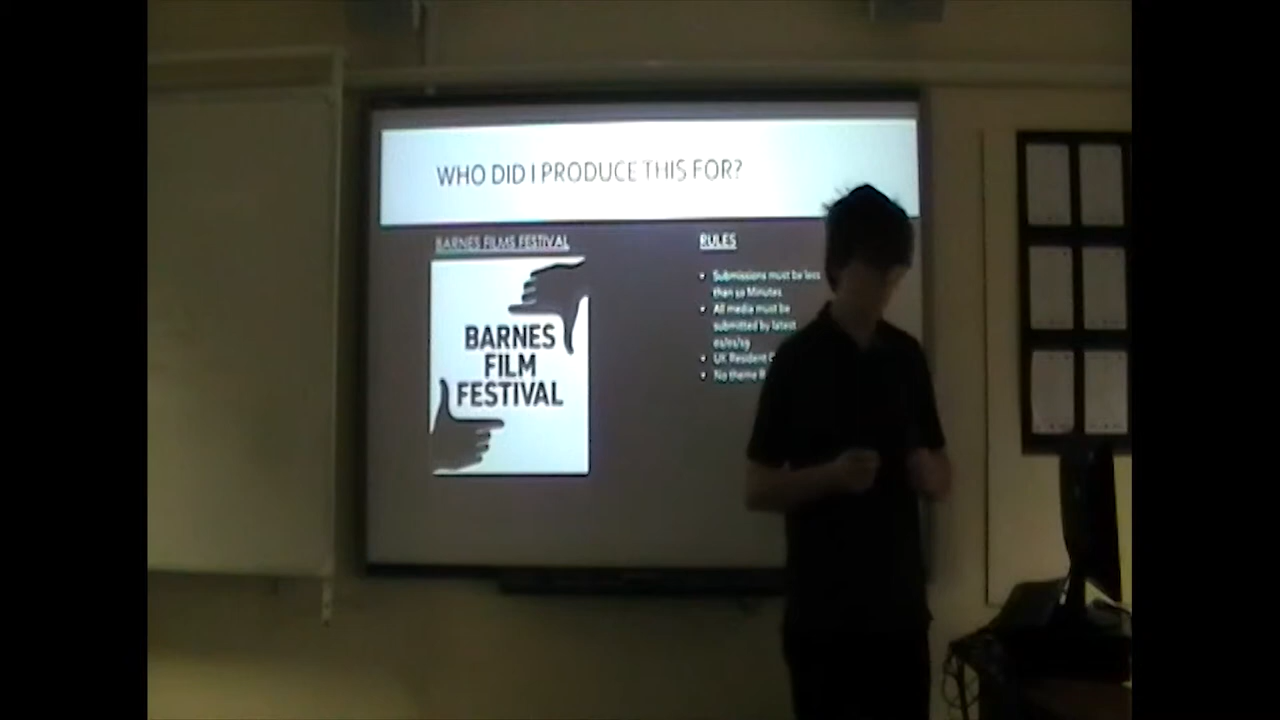 WHO DID I PRODUCE THIS FOR?
BARNES FILMS FESTIVAL
BARNES
FILM
FESTIVAL
RULES
Submissions must be less
than 10 Minutes
All media must be
submitted by latest
UK Resident
No theme